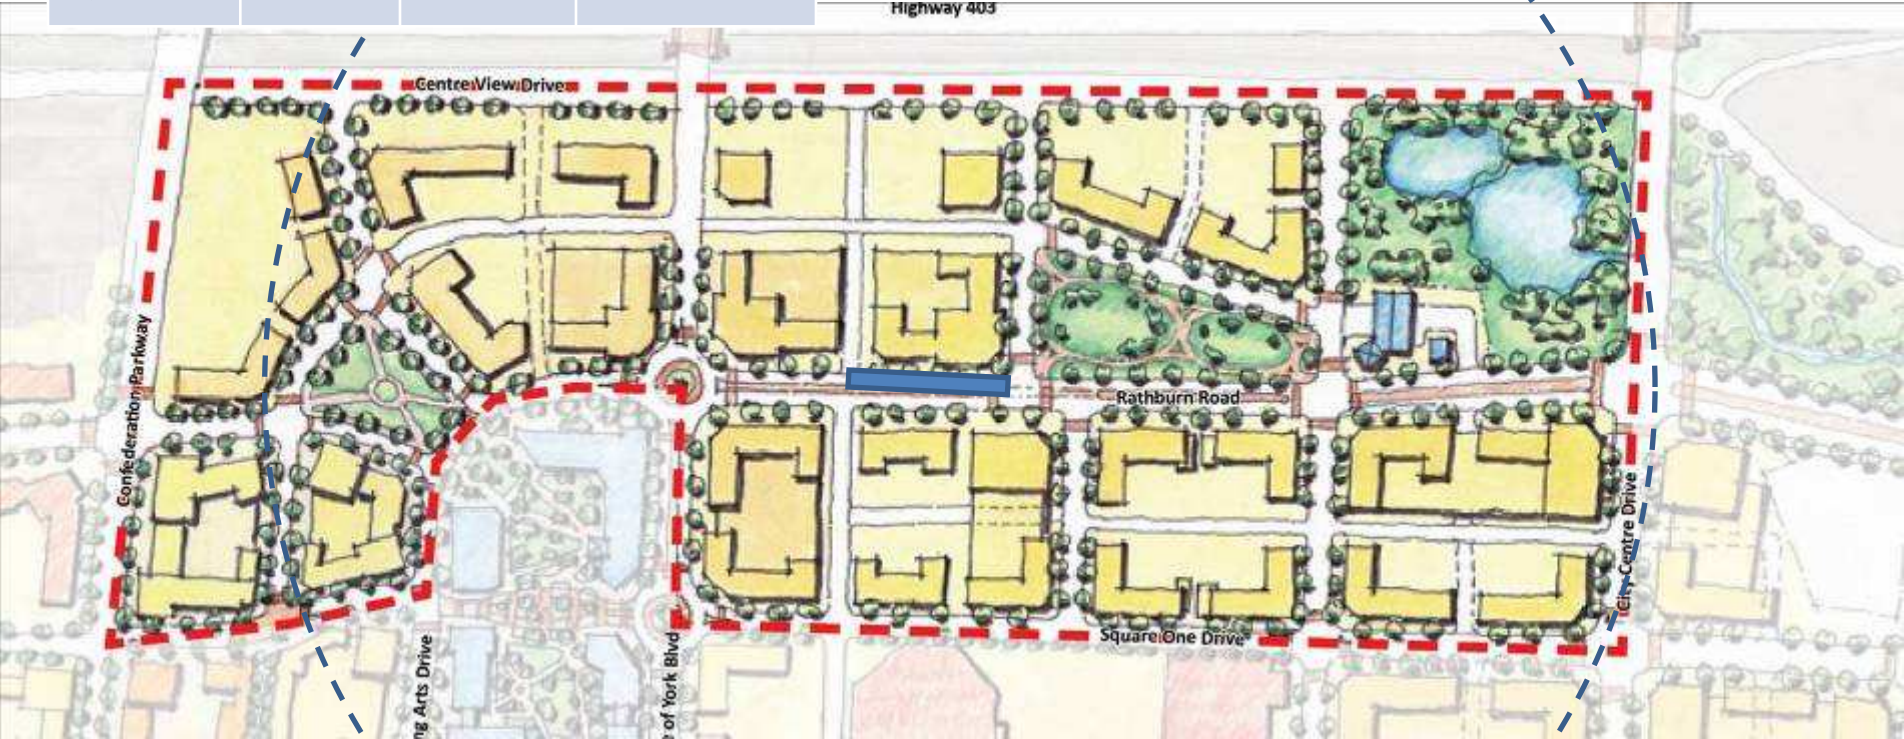 Highway 403
Centre View Drive
Confederation Parkway
Rathburn Road
City Centre Drive
Square One Drive
ng Arts Drive
e of York Blvd